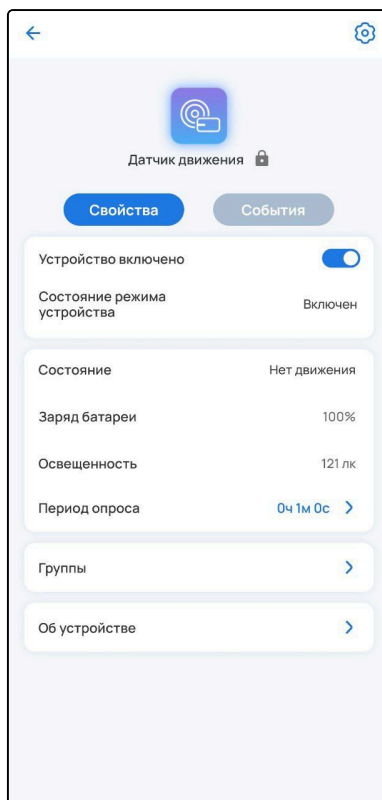 Датчик движения
Свойства
События
Устройство включено
Состояние режима
устройства
Включен
Состояние
Нет движения
Заряд батареи
100%
Освещенность
121 лк
Период опроса
0ч 1м 0с
Группы
Об устройстве